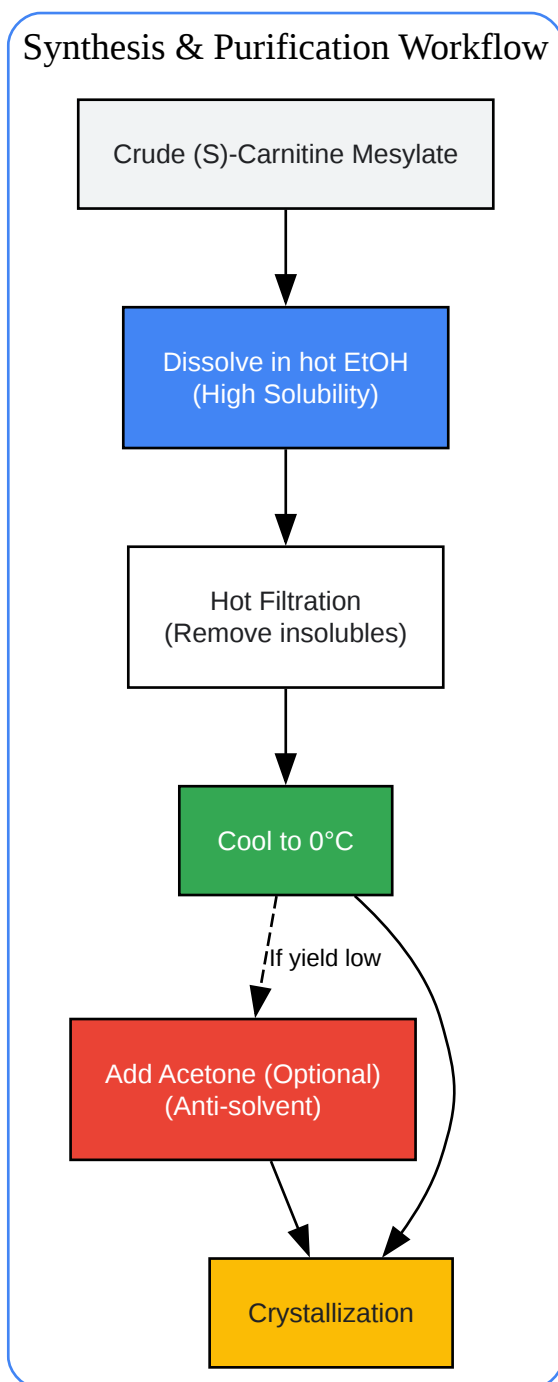 Synthesis & Purification Workflow
Crude (S)-Carnitine Mesylate
Dissolve in hot EtOH
(High Solubility)
Hot Filtration
(Remove insolubles)
Cool to 0°C
If yield low
Add Acetone (Optional)
(Anti-solvent)
Crystallization